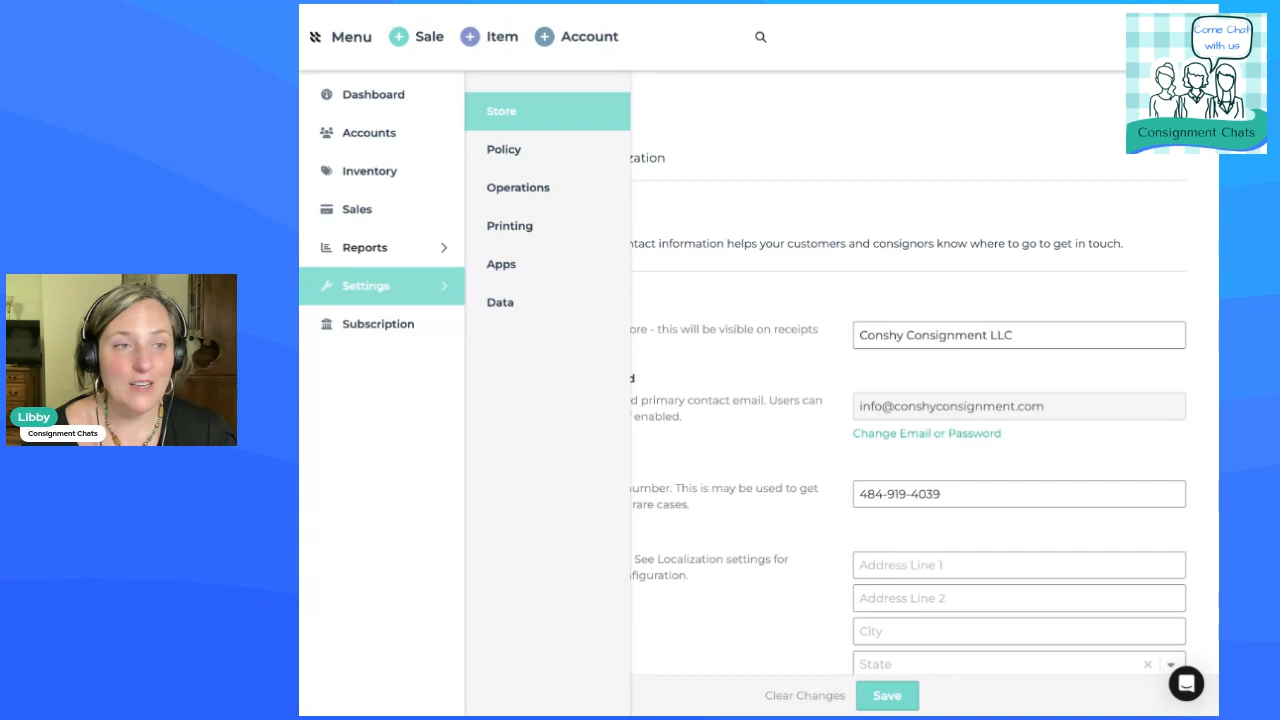 Menu
Sale
Item
Account
Come Chat
with us
Consignment Chats
Dashboard
Accounts
Inventory
Sales
Reports
Settings
Subscription
Store
Policy
Operations
Printing
Apps
Data
zation
ntact information helps your customers and consignors know where to go to get in touch.
ore - this will be visible on receipts
Conshy Consignment LLC
d
d primary contact email. Users can
enabled.
info@conshyconsignment.com
Change Email or Password
umber. This is may be used to get
rare cases.
484-919-4039
See Localization settings for
figuration.
Address Line 1
Address Line 2
City
State
Clear Changes
Save
Libby
Consignment Chats